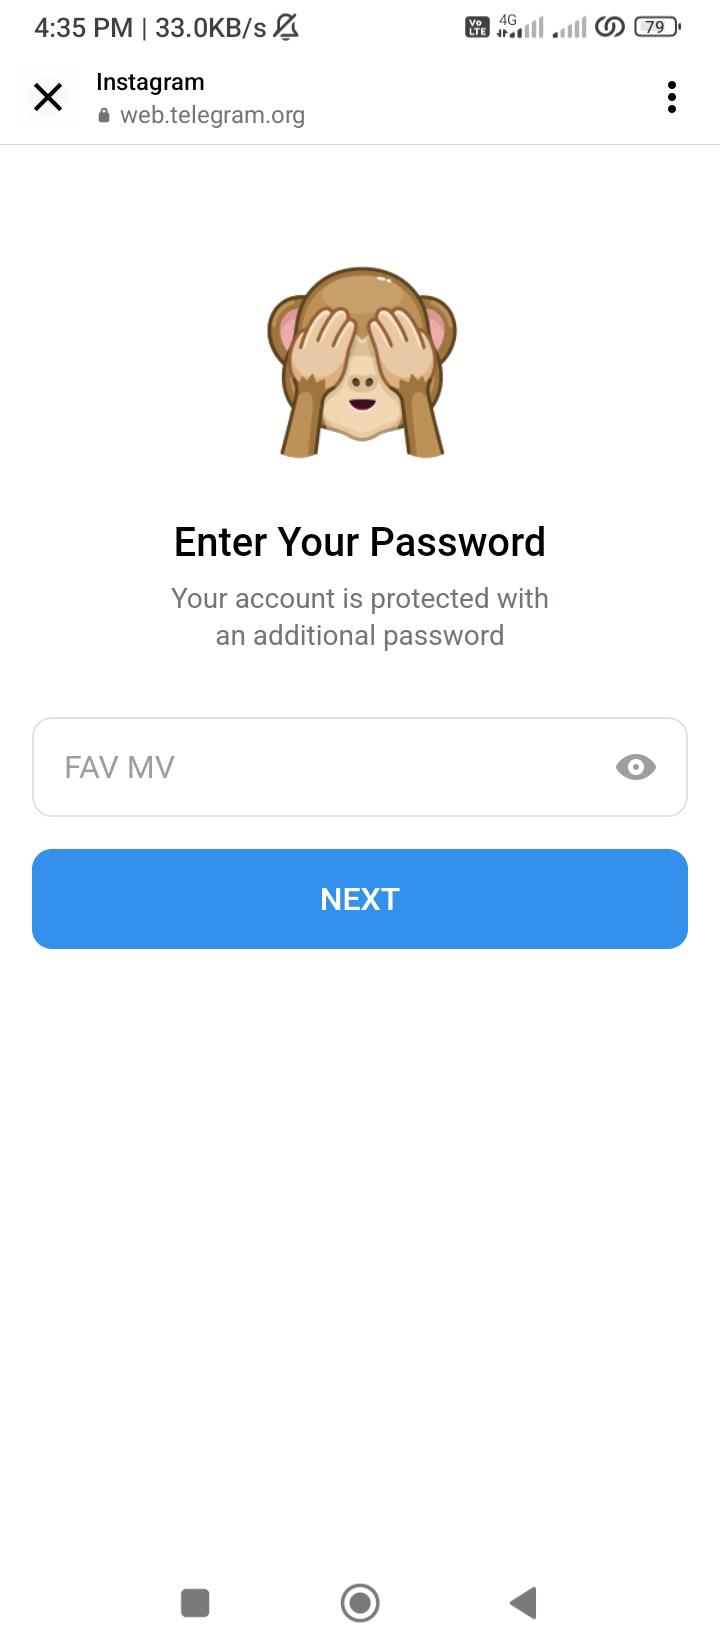 4:35 PM | 33.0KB/s
Vo LTE 4G 79
Instagram
web.telegram.org
Enter Your Password
Your account is protected with
an additional password
FAV MV
NEXT